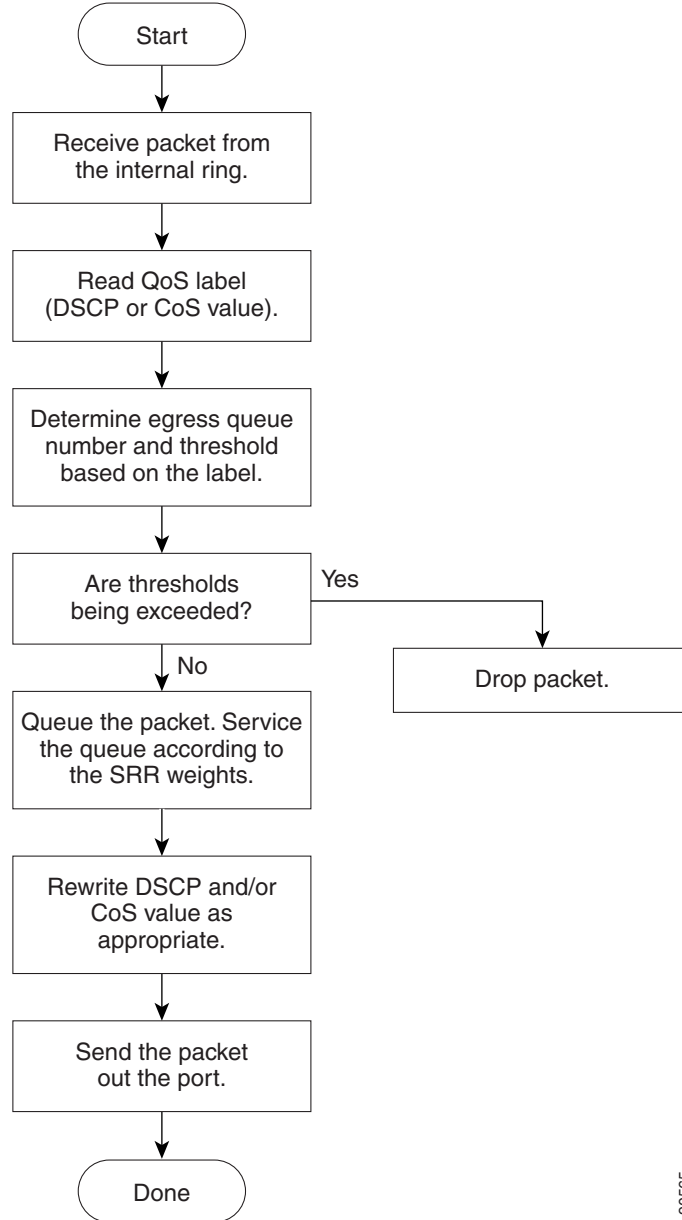 Start
Receive packet from
the internal ring.
Read QoS label
(DSCP or CoS value).
Determine egress queue
number and threshold
based on the label.
Are thresholds
being exceeded?
Yes
Drop packet.
No
Queue the packet. Service
the queue according to
the SRR weights.
Rewrite DSCP and/or
CoS value as
appropriate.
Send the packet
out the port.
Done